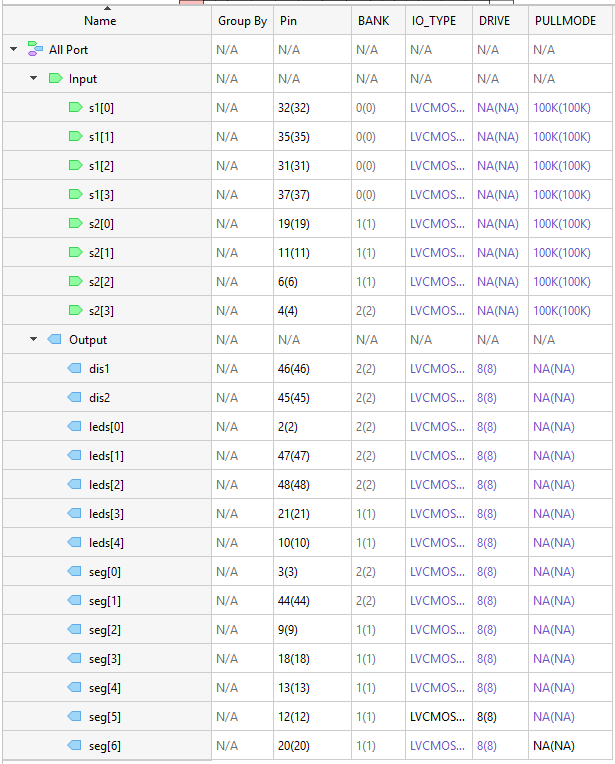 Name Group By Pin BANK IO_TYPE DRIVE PULLMODE
All Port N/A N/A N/A N/A N/A N/A
Input N/A N/A N/A N/A N/A N/A
s1[0] N/A 32(32) 0(0) LVCMOS... NA(NA) 100K(100K)
s1[1] N/A 35(35) 0(0) LVCMOS... NA(NA) 100K(100K)
s1[2] N/A 31(31) 0(0) LVCMOS... NA(NA) 100K(100K)
s1[3] N/A 37(37) 0(0) LVCMOS... NA(NA) 100K(100K)
s2[0] N/A 19(19) 1(1) LVCMOS... NA(NA) 100K(100K)
s2[1] N/A 11(11) 1(1) LVCMOS... NA(NA) 100K(100K)
s2[2] N/A 6(6) 1(1) LVCMOS... NA(NA) 100K(100K)
s2[3] N/A 4(4) 2(2) LVCMOS... NA(NA) 100K(100K)
Output N/A N/A N/A N/A N/A N/A
dis1 N/A 46(46) 2(2) LVCMOS... 8(8) NA(NA)
dis2 N/A 45(45) 2(2) LVCMOS... 8(8) NA(NA)
leds[0] N/A 2(2) 2(2) LVCMOS... 8(8) NA(NA)
leds[1] N/A 47(47) 2(2) LVCMOS... 8(8) NA(NA)
leds[2] N/A 48(48) 2(2) LVCMOS... 8(8) NA(NA)
leds[3] N/A 21(21) 1(1) LVCMOS... 8(8) NA(NA)
leds[4] N/A 10(10) 1(1) LVCMOS... 8(8) NA(NA)
seg[0] N/A 3(3) 2(2) LVCMOS... 8(8) NA(NA)
seg[1] N/A 44(44) 2(2) LVCMOS... 8(8) NA(NA)
seg[2] N/A 9(9) 1(1) LVCMOS... 8(8) NA(NA)
seg[3] N/A 18(18) 1(1) LVCMOS... 8(8) NA(NA)
seg[4] N/A 13(13) 1(1) LVCMOS... 8(8) NA(NA)
seg[5] N/A 12(12) 1(1) LVCMOS... 8(8) NA(NA)
seg[6] N/A 20(20) 1(1) LVCMOS... 8(8) NA(NA)